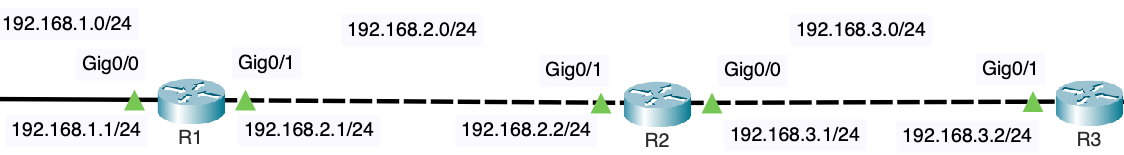 192.168.1.0/24
192.168.2.0/24
192.168.3.0/24
Gig0/0
Gig0/1
Gig0/1
Gig0/0
Gig0/1
192.168.1.1/24
R1
192.168.2.1/24
192.168.2.2/24
R2
192.168.3.1/24
192.168.3.2/24
R3